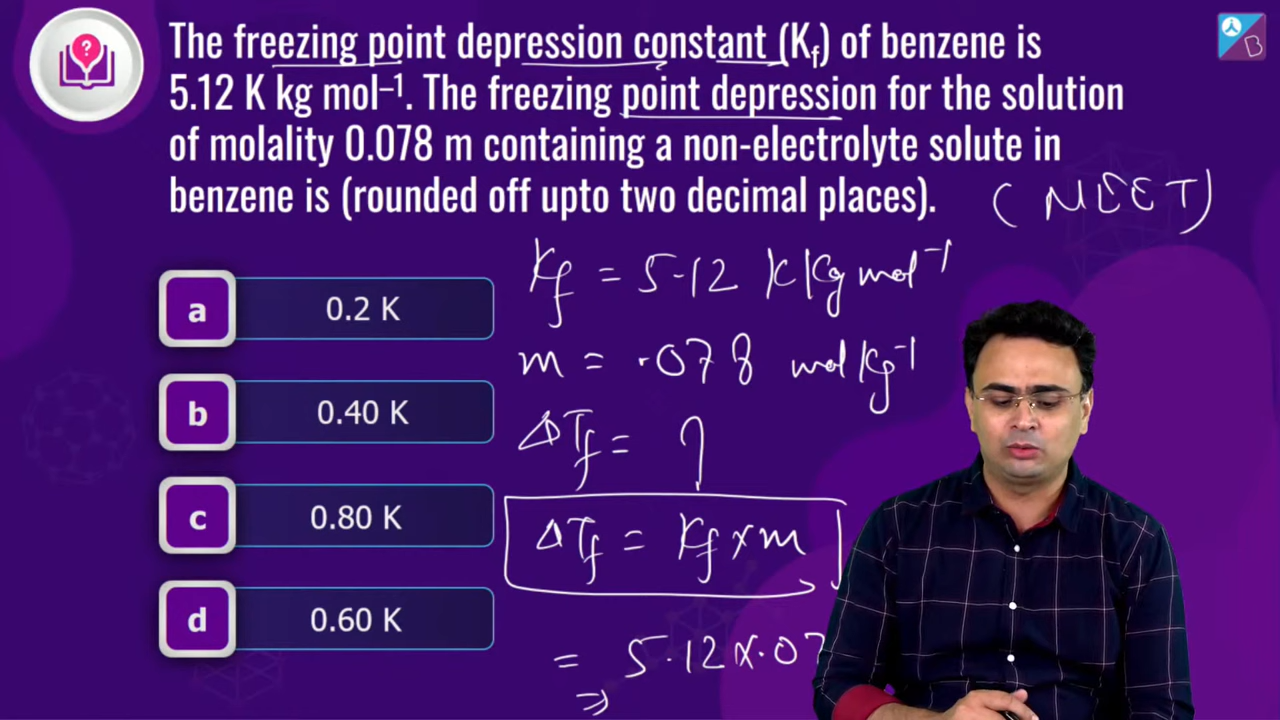 The freezing point depression constant (Kf) of benzene is
5.12 K kg mol–1. The freezing point depression for the solution
of molality 0.078 m containing a non-electrolyte solute in
benzene is (rounded off upto two decimal places).
(NEET)
a 0.2 K
b 0.40 K
c 0.80 K
d 0.60 K
Kf = 5.12 K Kg mol-1
m = .078 mol Kg-1
ΔTf = ?
ΔTf = Kf x m
= 5.12 x .07
⇒
?
B